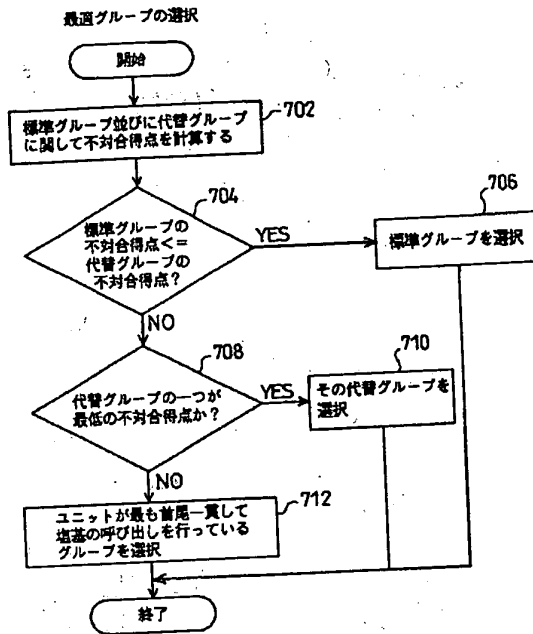 最適グループの選択
開始
702
標準グループ並びに代替グループ
に関して不対合得点を計算する
704
標準グループの
不対合得点<=
代替グループの
不対合得点?
YES
706
標準グループを選択
NO
708
代替グループの一つが
最低の不対合得点か?
YES
710
その代替グループを
選択
NO
712
ユニットが最も首尾一貫して
塩基の呼び出しを行っている
グループを選択
終了